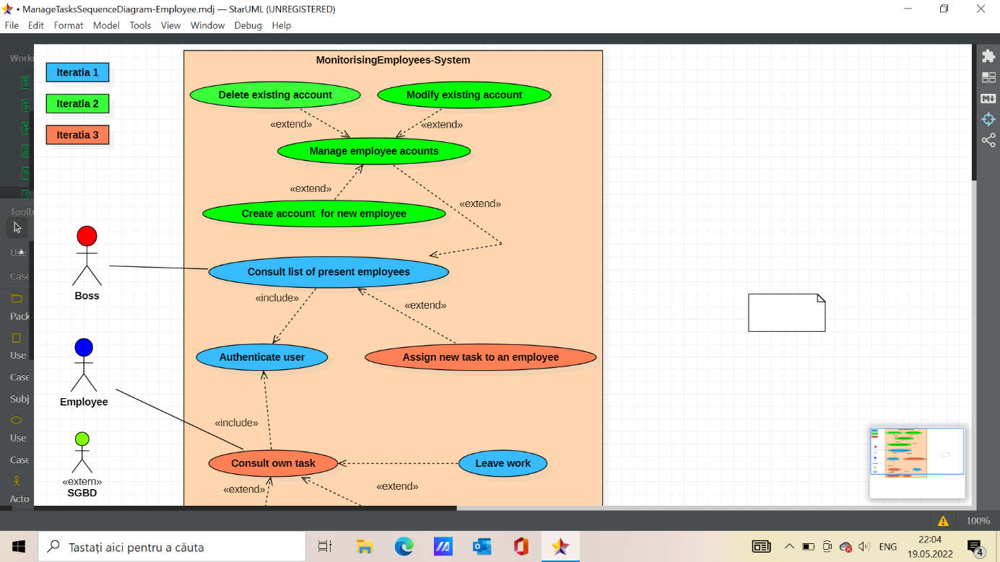 • ManageTasksSequenceDiagram-Employee.mdj — StarUML (UNREGISTERED)
File Edit Format Model Tools View Window Debug Help
Worki
Iteratia 1
Iteratia 2
Iteratia 3
MonitorisingEmployees-System
Delete existing account
Modify existing account
«extend»
«extend»
Manage employee acounts
«extend»
«extend»
Create account for new employee
Toolb
Use
Case
Pack
Use
Case
Subj
Use
Case
Acto
Boss
Consult list of present employees
«include»
«extend»
Authenticate user
Assign new task to an employee
Employee
«include»
Consult own task
Leave work
«extend»
«extend»
«extern»
SGBD
M↓
100%
Tastați aici pentru a căuta
ENG
22:04
19.05.2022
4